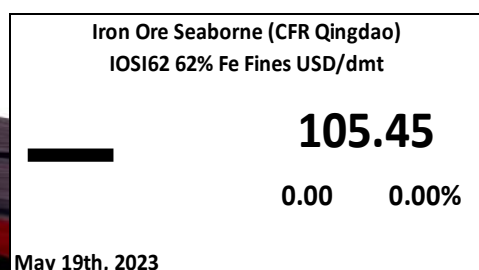 Iron Ore Seaborne (CFR Qingdao)
IOSI62 62% Fe Fines USD/dmt
105.45
0.00 0.00%
May 19th, 2023